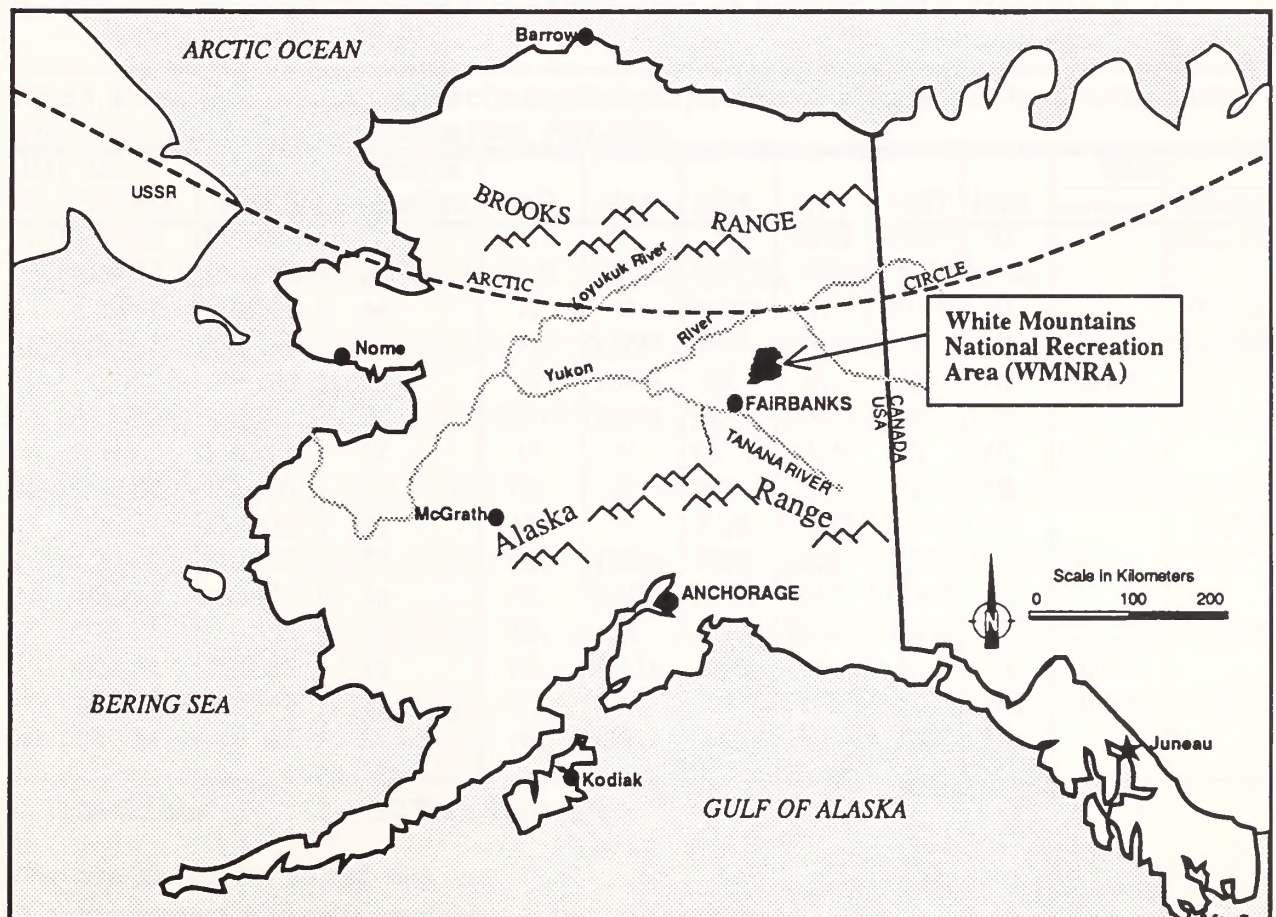 ARCTIC OCEAN
Barrow
USSR
BROOKS
RANGE
Koyukuk River
ARCTIC
CIRCLE
White Mountains
National Recreation
Area (WMNRA)
Nome
River
Yukon
FAIRBANKS
CANADA
USA
TANANA RIVER
McGrath
Alaska
Range
ANCHORAGE
Scale in Kilometers
0 100 200
N
BERING SEA
Juneau
Kodiak
GULF OF ALASKA